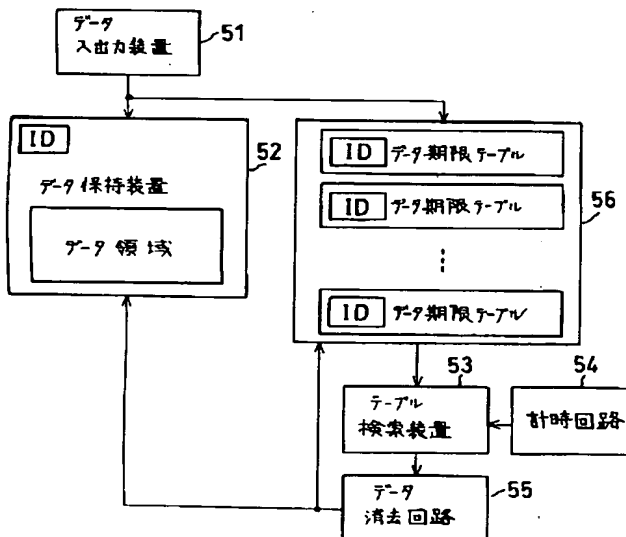 データ
入出力装置
51
ID
データ保持装置
データ領域
52
ID データ期限テーブル
ID データ期限テーブル
⋮
ID データ期限テーブル
56
53
テーブル
検索装置
54
計時回路
データ
消去回路
55